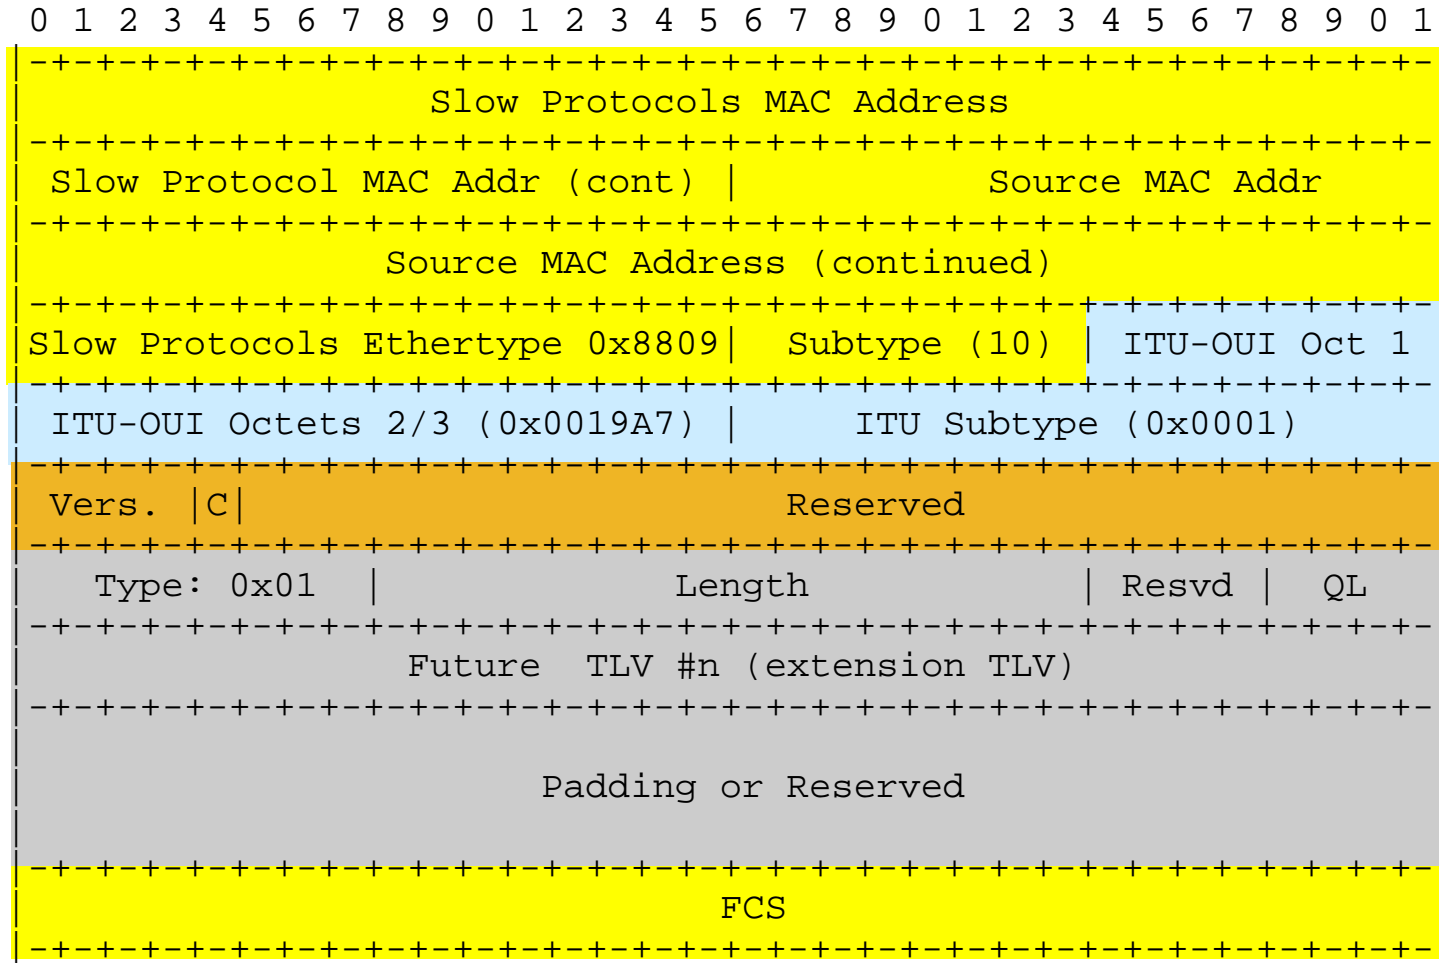 0 1 2 3 4 5 6 7 8 9 0 1 2 3 4 5 6 7 8 9 0 1 2 3 4 5 6 7 8 9 0 1
-+-+-+-+-+-+-+-+-+-+-+-+-+-+-+-+-+-+-+-+-+-+-+-+-+-+-+-+-+-+-+-
| Slow Protocols MAC Address
-+-+-+-+-+-+-+-+-+-+-+-+-+-+-+-+-+-+-+-+-+-+-+-+-+-+-+-+-+-+-+-
| Slow Protocol MAC Addr (cont) | Source MAC Addr
-+-+-+-+-+-+-+-+-+-+-+-+-+-+-+-+-+-+-+-+-+-+-+-+-+-+-+-+-+-+-+-
| Source MAC Address (continued)
-+-+-+-+-+-+-+-+-+-+-+-+-+-+-+-+-+-+-+-+-+-+-+-+-+-+-+-+-+-+-+-
|Slow Protocols Ethertype 0x8809| Subtype (10) | ITU-OUI Oct 1
-+-+-+-+-+-+-+-+-+-+-+-+-+-+-+-+-+-+-+-+-+-+-+-+-+-+-+-+-+-+-+-
| ITU-OUI Octets 2/3 (0x0019A7) | ITU Subtype (0x0001)
-+-+-+-+-+-+-+-+-+-+-+-+-+-+-+-+-+-+-+-+-+-+-+-+-+-+-+-+-+-+-+-
| Vers. |C| Reserved
-+-+-+-+-+-+-+-+-+-+-+-+-+-+-+-+-+-+-+-+-+-+-+-+-+-+-+-+-+-+-+-
| Type: 0x01 | Length | Resvd | QL
-+-+-+-+-+-+-+-+-+-+-+-+-+-+-+-+-+-+-+-+-+-+-+-+-+-+-+-+-+-+-+-
| Future TLV #n (extension TLV)
-+-+-+-+-+-+-+-+-+-+-+-+-+-+-+-+-+-+-+-+-+-+-+-+-+-+-+-+-+-+-+-
| Padding or Reserved
-+-+-+-+-+-+-+-+-+-+-+-+-+-+-+-+-+-+-+-+-+-+-+-+-+-+-+-+-+-+-+-
| FCS
-+-+-+-+-+-+-+-+-+-+-+-+-+-+-+-+-+-+-+-+-+-+-+-+-+-+-+-+-+-+-+-